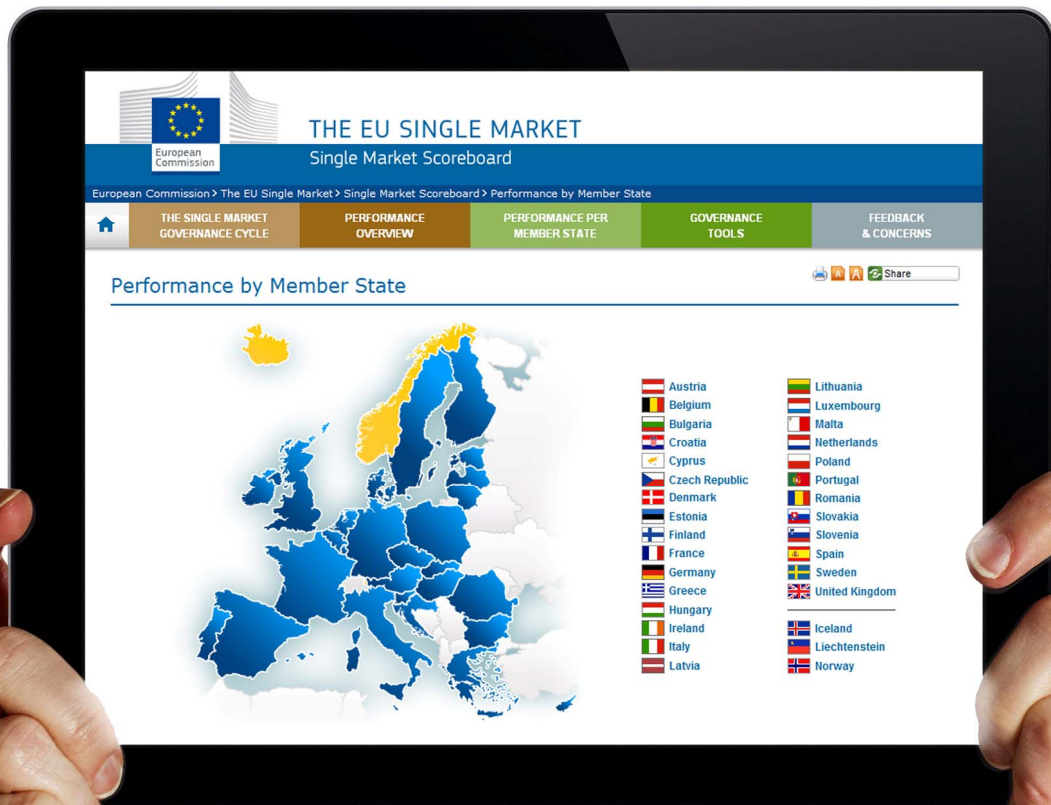 THE EU SINGLE MARKET
European
Commission
Single Market Scoreboard
European Commission > The EU Single Market > Single Market Scoreboard > Performance by Member State
THE SINGLE MARKET
GOVERNANCE CYCLE
PERFORMANCE
OVERVIEW
PERFORMANCE PER
MEMBER STATE
GOVERNANCE
TOOLS
FEEDBACK
& CONCERNS
A A Share
Performance by Member State
Austria
Belgium
Bulgaria
Croatia
Cyprus
Czech Republic
Denmark
Estonia
Finland
France
Germany
Greece
Hungary
Ireland
Italy
Latvia
Lithuania
Luxembourg
Malta
Netherlands
Poland
Portugal
Romania
Slovakia
Slovenia
Spain
Sweden
United Kingdom
Iceland
Liechtenstein
Norway